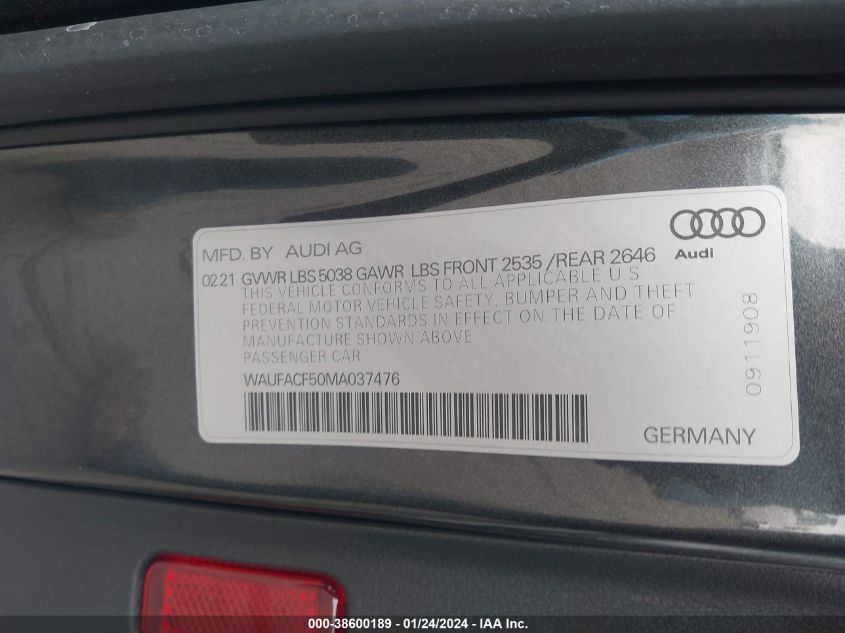 MFD. BY AUDI AG
Audi
0221 GVWR LBS 5038 GAWR LBS FRONT 2535 /REAR 2646
THIS VEHICLE CONFORMS TO ALL APPLICABLE U.S.
FEDERAL MOTOR VEHICLE SAFETY, BUMPER AND THEFT
PREVENTION STANDARDS IN EFFECT ON THE DATE OF
MANUFACTURE SHOWN ABOVE
PASSENGER CAR
WAUFACF50MA037476
GERMANY
0911908
000-38600189 - 01/24/2024 - IAA Inc.